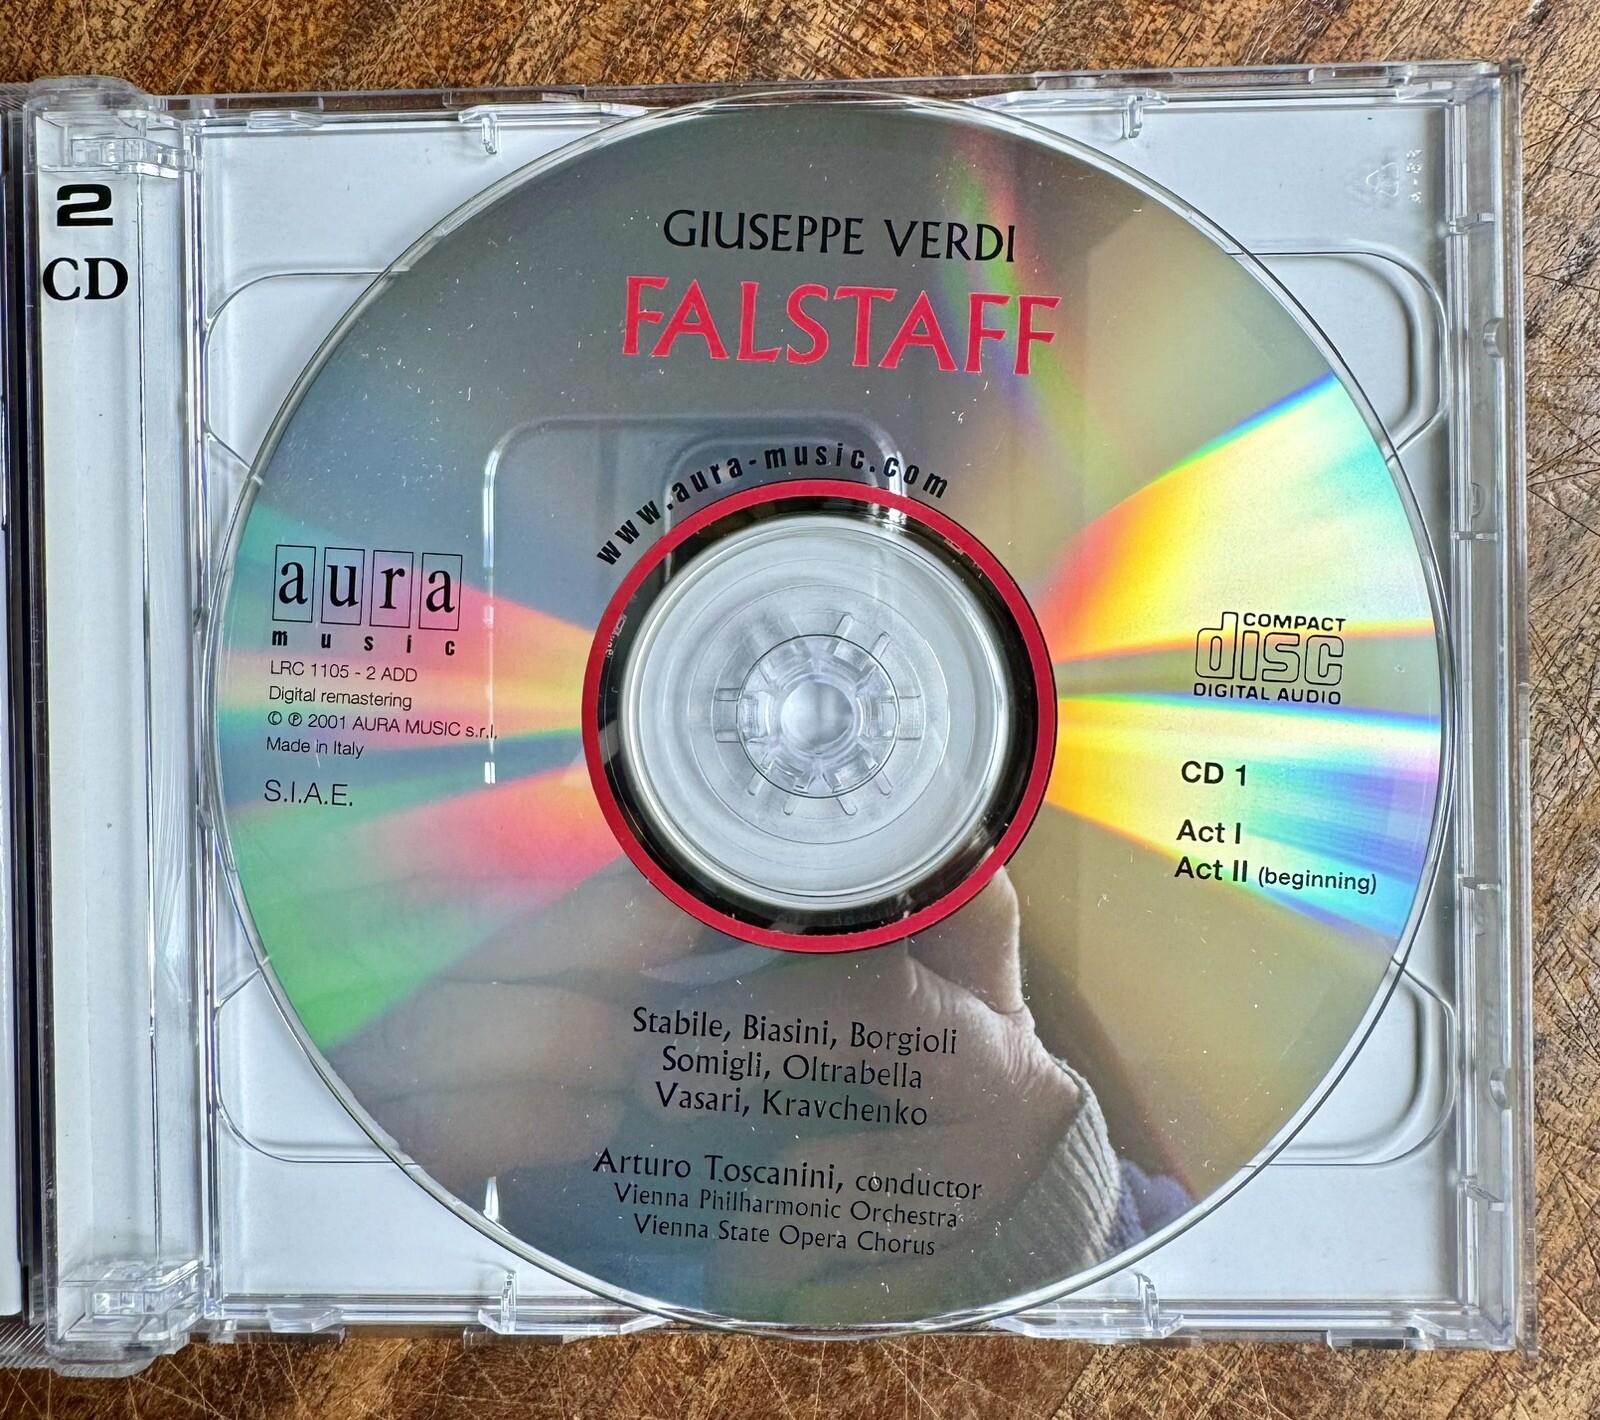 2
CD
GIUSEPPE VERDI
FALSTAFF
www.aura-music.com
aura
music
LRC 1105 - 2 ADD
Digital remastering
© ℗ 2001 AURA MUSIC s.r.l.
Made in Italy
S.I.A.E.
COMPACT
disc
DIGITAL AUDIO
CD 1
Act I
Act II (beginning)
Stabile, Biasini, Borgioli
Somigli, Oltrabella
Vasari, Kravchenko
Arturo Toscanini, conductor
Vienna Philharmonic Orchestra
Vienna State Opera Chorus